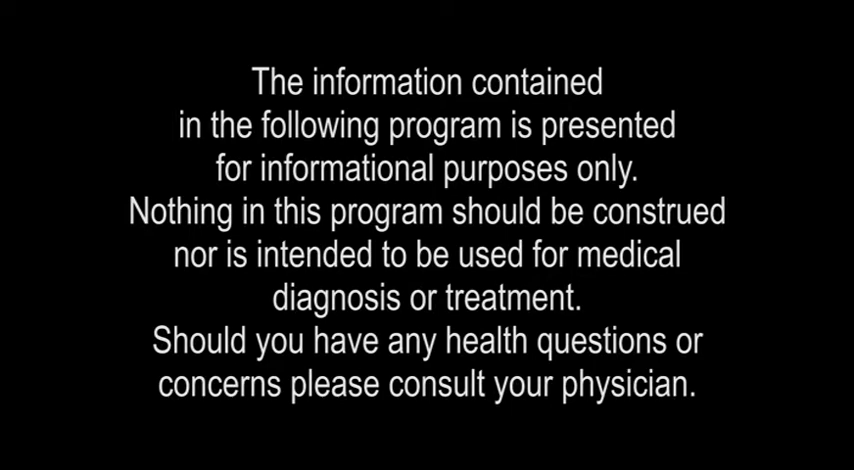 The information contained
in the following program is presented
for informational purposes only.
Nothing in this program should be construed
nor is intended to be used for medical
diagnosis or treatment.
Should you have any health questions or
concerns please consult your physician.